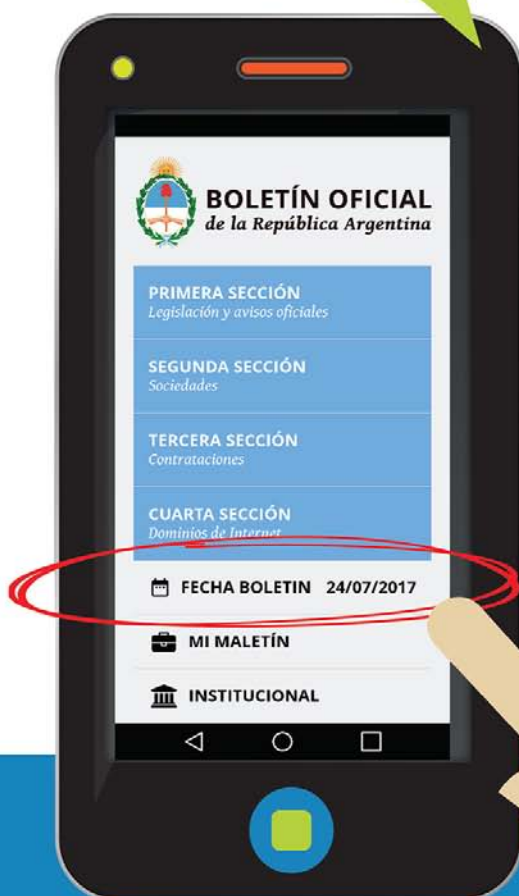 BOLETÍN OFICIAL
de la República Argentina
PRIMERA SECCIÓN
Legislación y avisos oficiales
SEGUNDA SECCIÓN
Sociedades
TERCERA SECCIÓN
Contrataciones
CUARTA SECCIÓN
Dominios de Internet
FECHA BOLETIN 24/07/2017
MI MALETÍN
INSTITUCIONAL